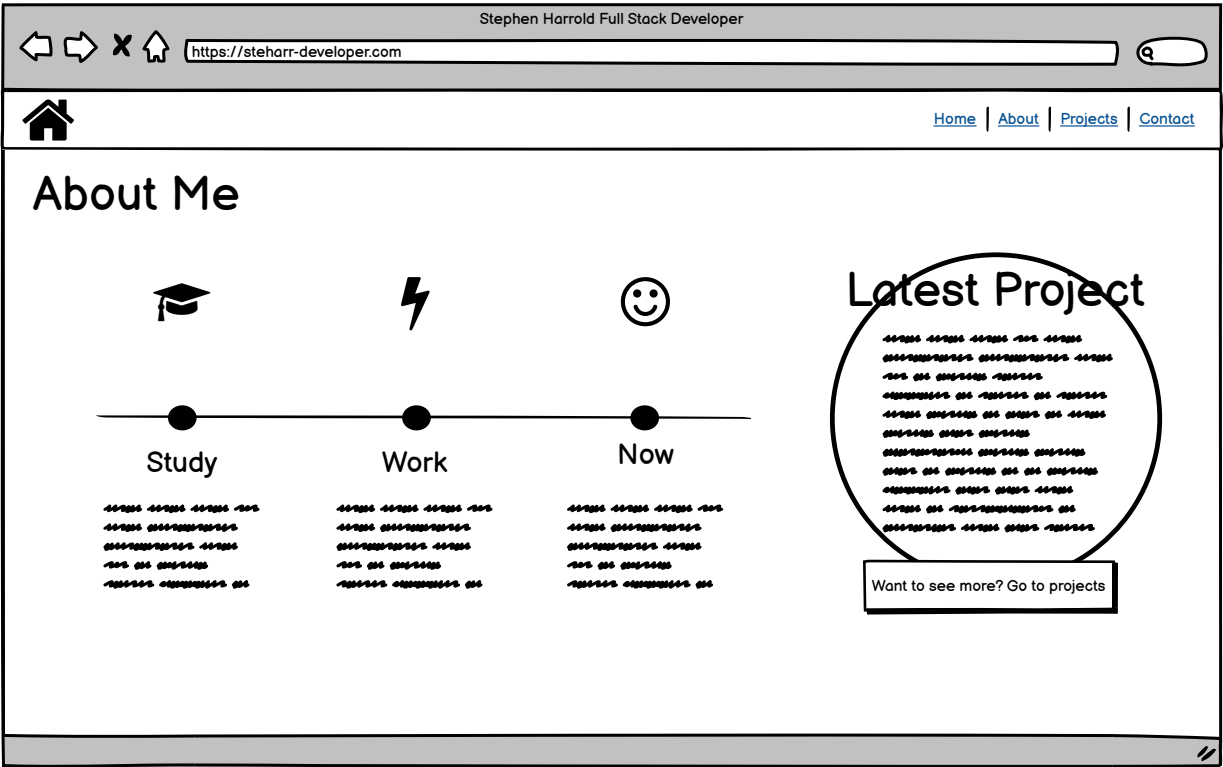 Stephen Harrold Full Stack Developer
https://steharr-developer.com
Home | About | Projects | Contact
About Me
Latest Project
Study
Work
Now
Want to see more? Go to projects